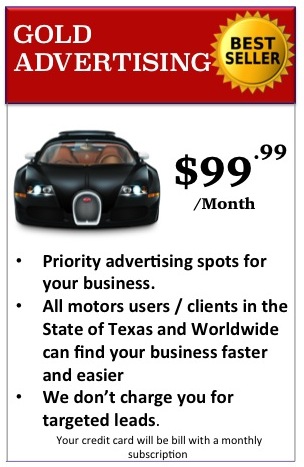 GOLD
ADVERTISING
BEST
SELLER
$99.99
/Month
• Priority advertising spots for
your business.
• All motors users / clients in the
State of Texas and Worldwide
can find your business faster
and easier
• We don't charge you for
targeted leads.
Your credit card will be bill with a monthly
subscription